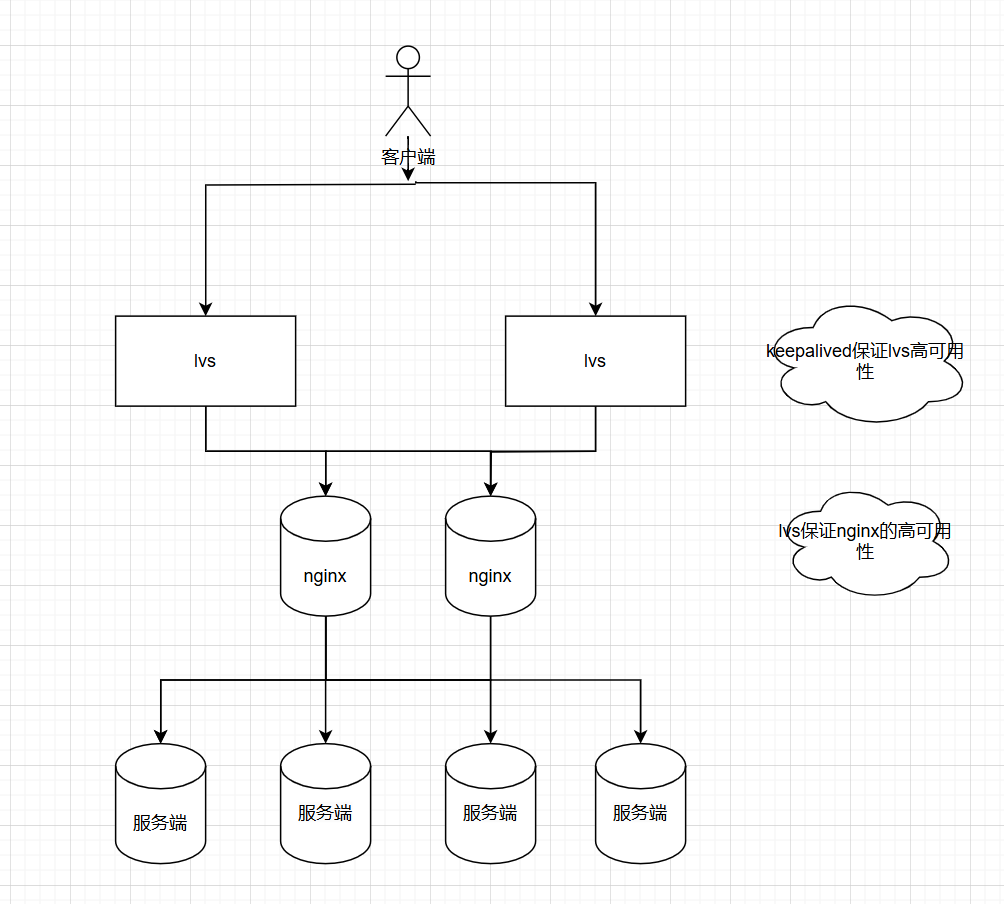 客户端
lvs
lvs
keepalived保证lvs高可用
性
lvs保证nginx的高可用
性
nginx
nginx
服务端
服务端
服务端
服务端